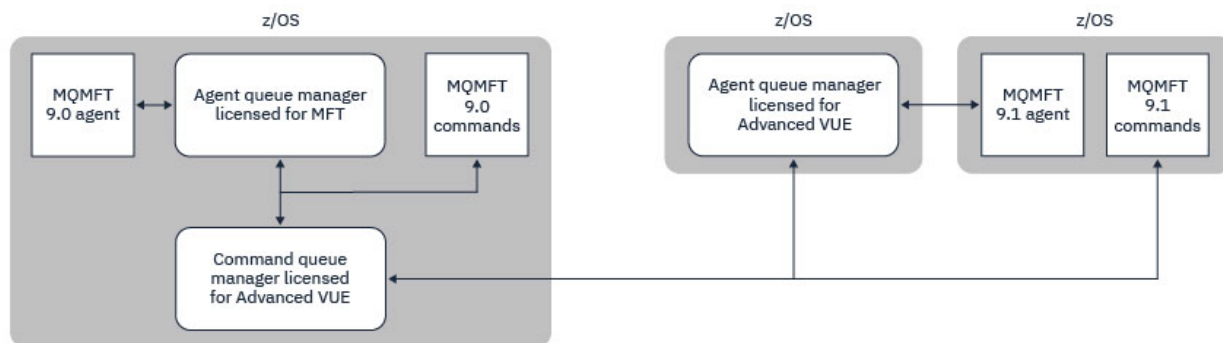 z/OS
MQMFT
9.0 agent
Agent queue manager
licensed for MFT
MQMFT
9.0
commands
Command queue
manager licensed
for Advanced VUE
z/OS
Agent queue manager
licensed for
Advanced VUE
z/OS
MQMFT
9.1 agent
MQMFT
9.1
commands